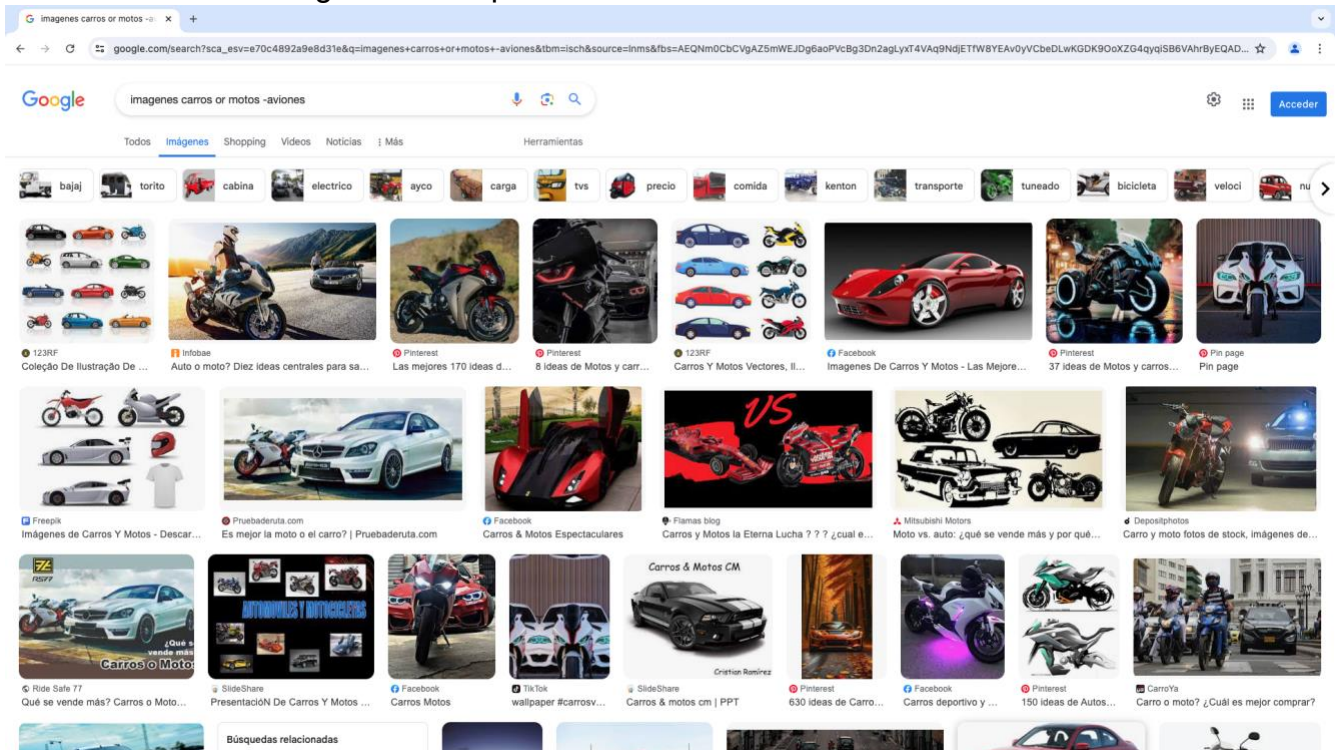 imagenes carros or motos -a
google.com/search?sca_esv=e70c4892a9e8d31e&q=imagenes+carros+or+motos+-aviones&tbm=isch&source=lnms&fbs=AEQNm0CbCVgAZ5mWEJDg6aoPVcBg3Dn2agLyxT4VAq9NdjETfW8YEAv0yVCbeDLwKGDK9OoXZG4qyqiSB6VAhrByEQAD...
Google
imagenes carros or motos -aviones
Acceder
Todos Imágenes Shopping Videos Noticias Más Herramientas
bajaj torito cabina electrico ayco carga tvs precio comida kenton transporte tuneado bicicleta veloci nu
123RF Infobae Pinterest Pinterest 123RF Facebook Pinterest Pin page
Coleção De Ilustração De ... Auto o moto? Diez ideas centrales para sa... Las mejores 170 ideas d... 8 ideas de Motos y carr... Carros Y Motos Vectores, Il... Imagenes De Carros Y Motos - Las Mejore... 37 ideas de Motos y carros... Pin page
VS
Freepik Pruebaderuta.com Facebook Flamas blog Mitsubishi Motors Depositphotos
Imágenes de Carros Y Motos - Descar... Es mejor la moto o el carro? | Pruebaderuta.com Carros & Motos Espectaculares Carros y Motos la Eterna Lucha ? ? ? ¿cual e... Moto vs. auto: ¿qué se vende más y por qué... Carro y moto fotos de stock, imágenes de...
RS77
¿Qué s
vende más
Carros o Moto
AUTOMOVILES Y MOTOCICLETAS
Carros & Motos CM
Cristian Ramirez
Ride Safe 77 SlideShare Facebook TikTok SlideShare Pinterest Facebook Pinterest CarroYa
Qué se vende más? Carros o Moto... PresentacióN De Carros Y Motos ... Carros Motos wallpaper #carrosv... Carros & motos cm | PPT 630 ideas de Carro... Carros deportivo y ... 150 ideas de Autos... Carro o moto? ¿Cuál es mejor comprar?
Búsquedas relacionadas